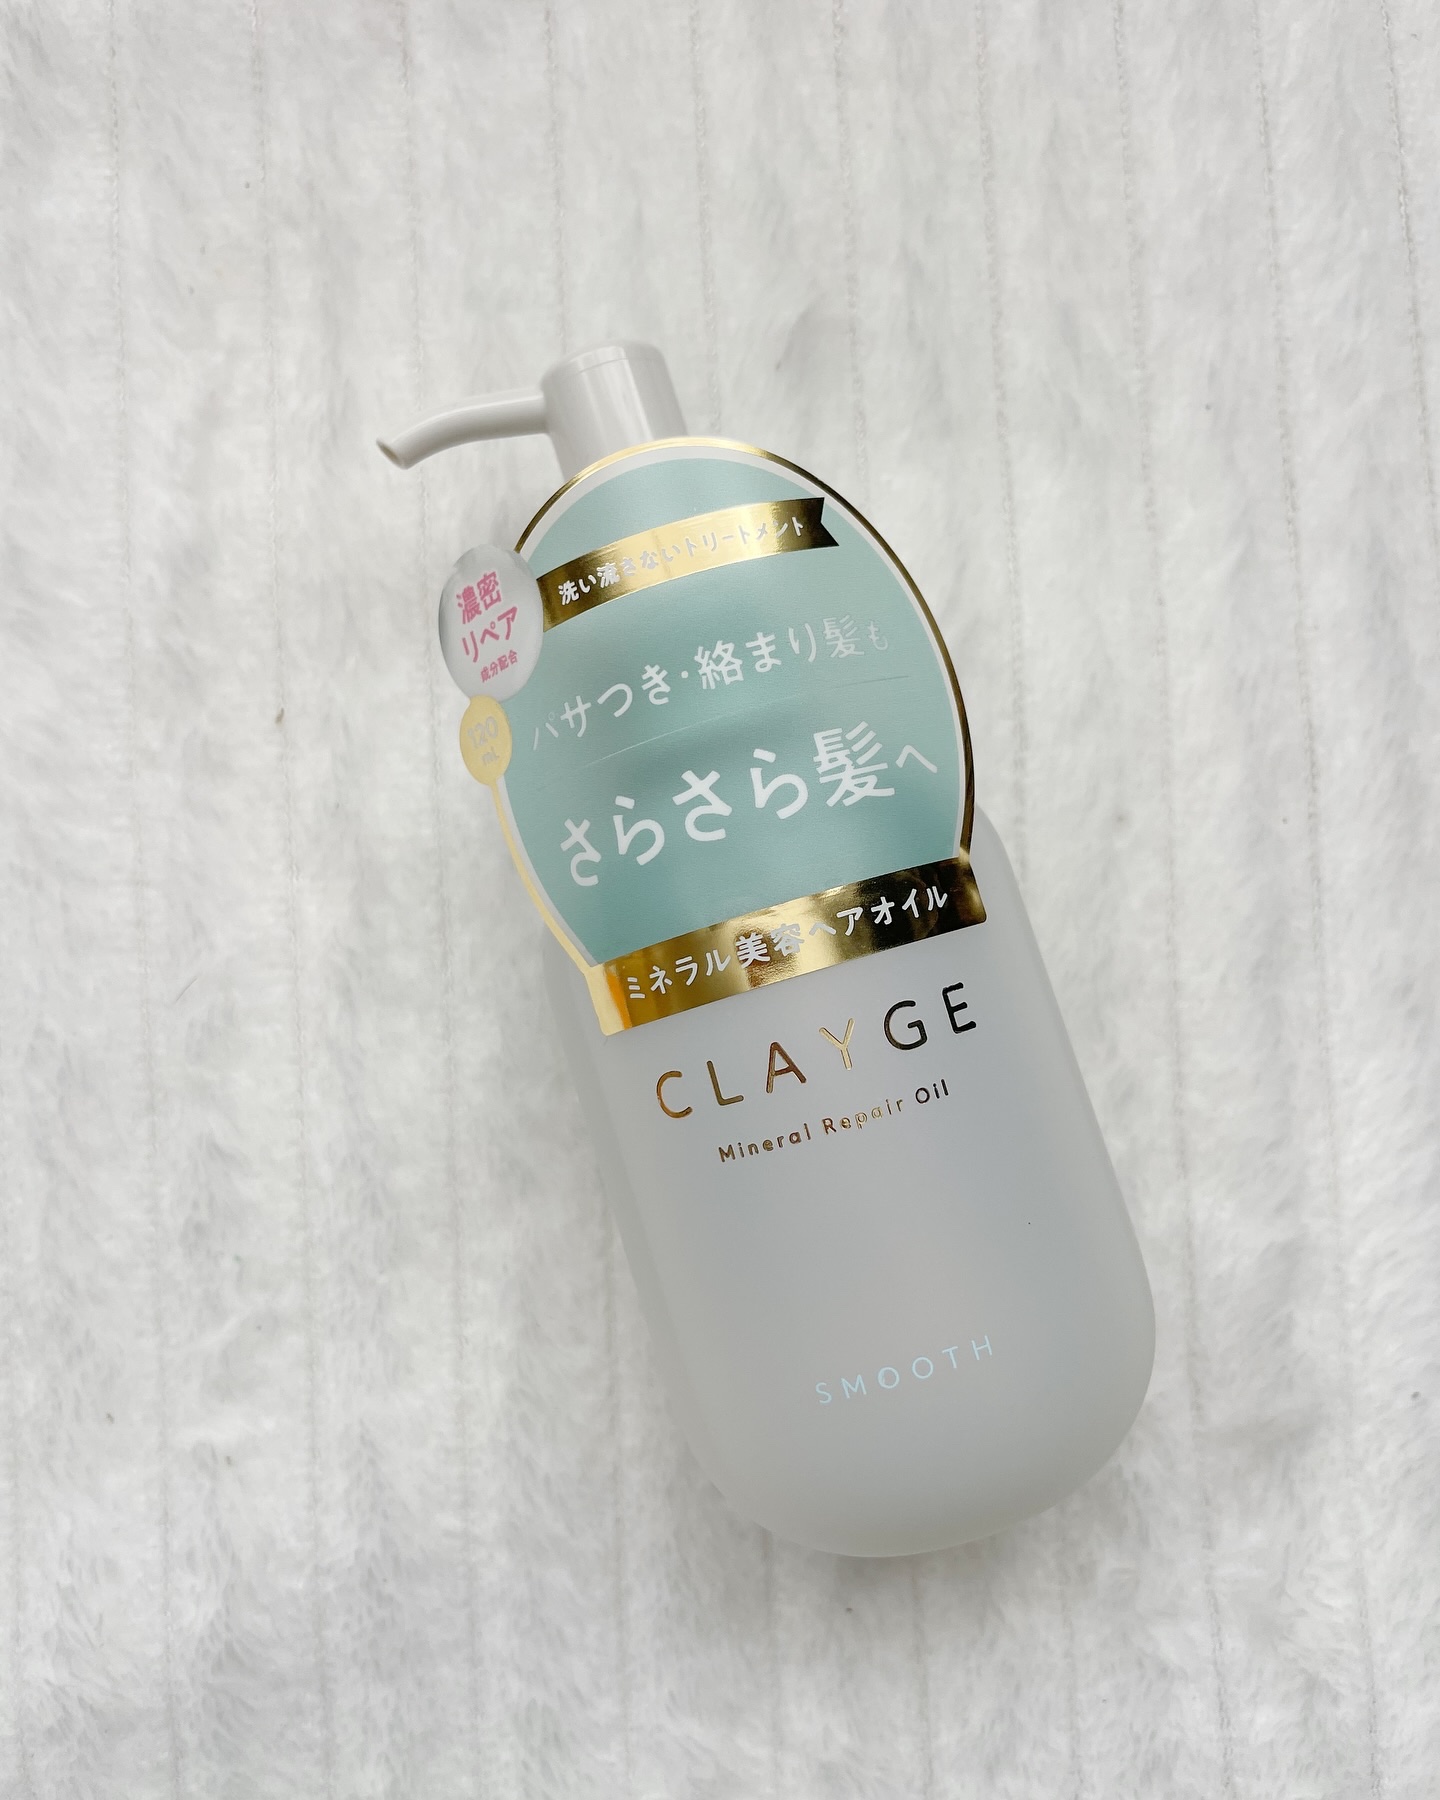 洗い流さないトリートメント
濃密
リペア
成分配合
120
mL
パサつき・絡まり髪も
さらさら髪へ
ミネラル美容ヘアオイル
CLAYGE
Mineral Repair Oil
SMOOTH